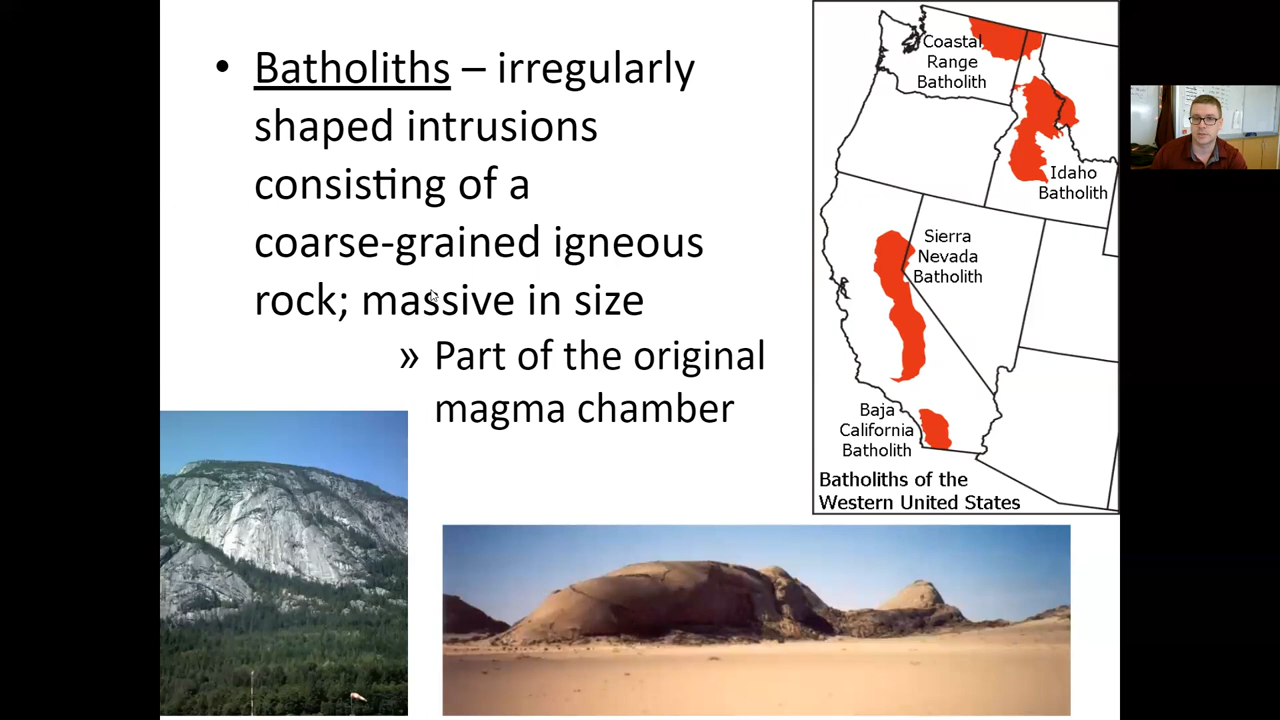 • Batholiths – irregularly
shaped intrusions
consisting of a
coarse-grained igneous
rock; massive in size
» Part of the original
magma chamber
Coastal
Range
Batholith
Idaho
Batholith
Sierra
Nevada
Batholith
Baja
California
Batholith
Batholiths of the
Western United States